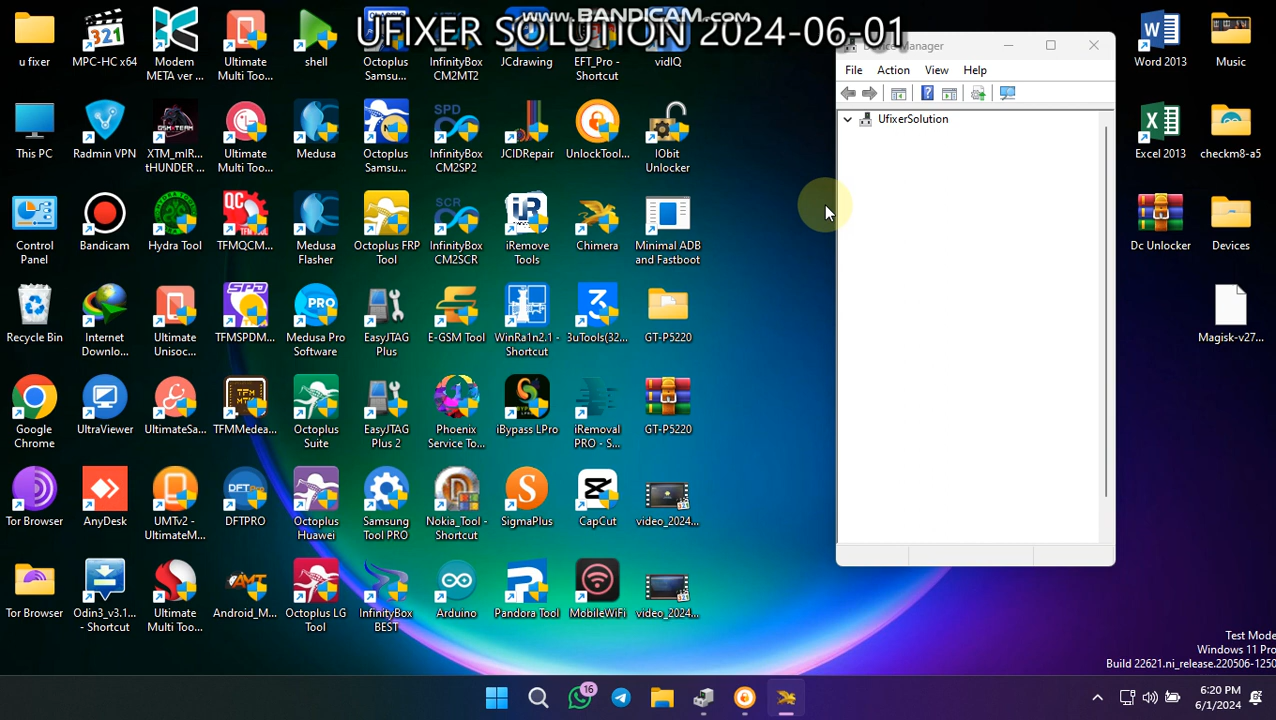 www.BANDICAM.com
UFIXER SOLUTION 2024-06-01
u fixer
MPC-HC x64
Modem
META ver ...
Ultimate
Multi Too...
shell
Octoplus
Samsu...
InfinityBox
CM2MT2
JCdrawing
EFT_Pro -
Shortcut
vidIQ
This PC
Radmin VPN
XTM_mIR...
tHUNDER ...
Ultimate
Multi Too...
Medusa
Octoplus
Samsu...
InfinityBox
CM2SP2
JCIDRepair
UnlockTool...
IObit
Unlocker
Control
Panel
Bandicam
Hydra Tool
TFMQCM...
Medusa
Flasher
Octoplus FRP
Tool
InfinityBox
CM2SCR
iRemove
Tools
Chimera
Minimal ADB
and Fastboot
Recycle Bin
Internet
Downlo...
Ultimate
Unisoc...
TFMSPDM...
Medusa Pro
Software
EasyJTAG
Plus
E-GSM Tool
WinRa1n2.1 -
Shortcut
3uTools(32...
GT-P5220
Google
Chrome
UltraViewer
UltimateSa...
TFMMedea...
Octoplus
Suite
EasyJTAG
Plus 2
Phoenix
Service To...
iBypass LPro
iRemoval
PRO - S...
GT-P5220
Tor Browser
AnyDesk
UMTv2 -
UltimateM...
DFTPRO
Octoplus
Huawei
Samsung
Tool PRO
Nokia_Tool -
Shortcut
SigmaPlus
CapCut
video_2024...
Tor Browser
Odin3_v3.1...
- Shortcut
Ultimate
Multi Too...
Android_M...
Octoplus LG
Tool
InfinityBox
BEST
Arduino
Pandora Tool
MobileWiFi
video_2024...
Device Manager
File Action View Help
UfixerSolution
Word 2013
Music
Excel 2013
checkm8-a5
Dc Unlocker
Devices
Magisk-v27...
Test Mode
Windows 11 Pro
Build 22621.ni_release.220506-1250
16
6:20 PM
6/1/2024